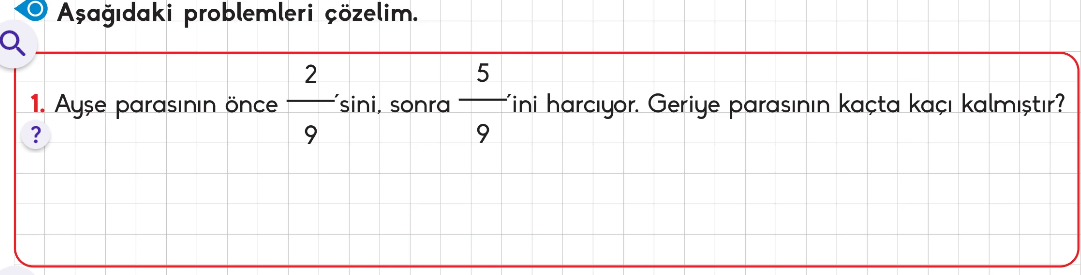 Aşağıdaki problemleri çözelim.
1. Ayşe parasının önce 2/9'sini, sonra 5/9'ini harcıyor. Geriye parasının kaçta kaçı kalmıştır?
?